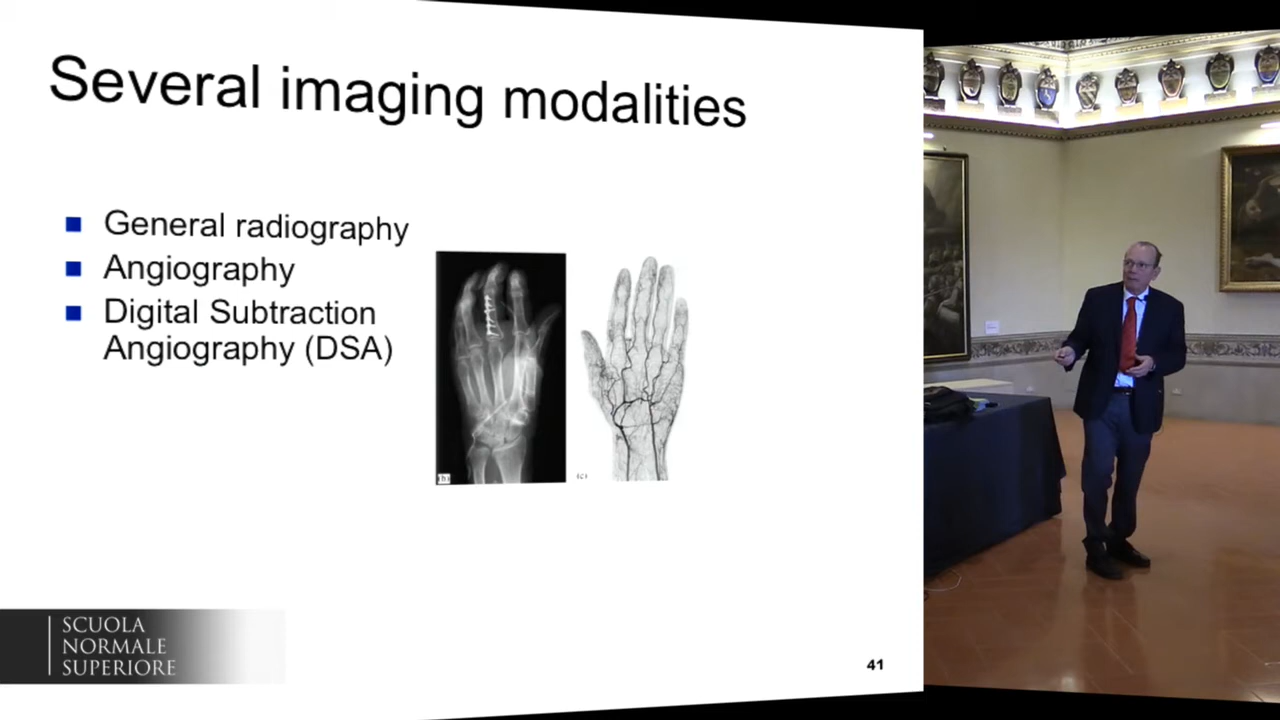 Several imaging modalities
General radiography
Angiography
Digital Subtraction
Angiography (DSA)
(b)
(c)
SCUOLA
NORMALE
SUPERIORE
41